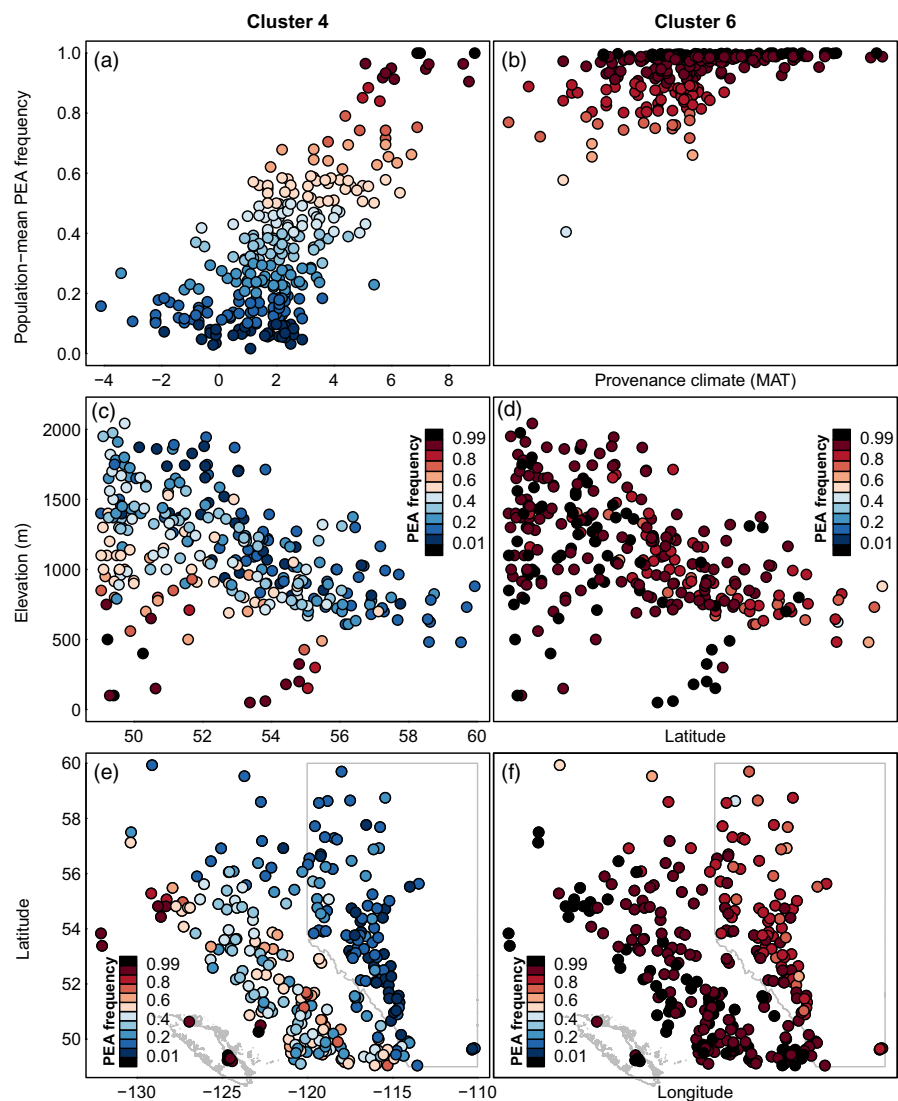 Cluster 4 Cluster 6
(a) (b)
Population−mean PEA frequency
1.0
0.8
0.6
0.4
0.2
0.0
−4 −2 0 2 4 6 8 Provenance climate (MAT)
(c) (d)
Elevation (m)
2000
1500
1000
500
0
PEA frequency
0.99
0.8
0.6
0.4
0.2
0.01
PEA frequency
0.99
0.8
0.6
0.4
0.2
0.01
50 52 54 56 58 60 Latitude
(e) (f)
Latitude
60
58
56
54
52
50
PEA frequency
0.99
0.8
0.6
0.4
0.2
0.01
PEA frequency
0.99
0.8
0.6
0.4
0.2
0.01
−130 −125 −120 −115 −110 Longitude